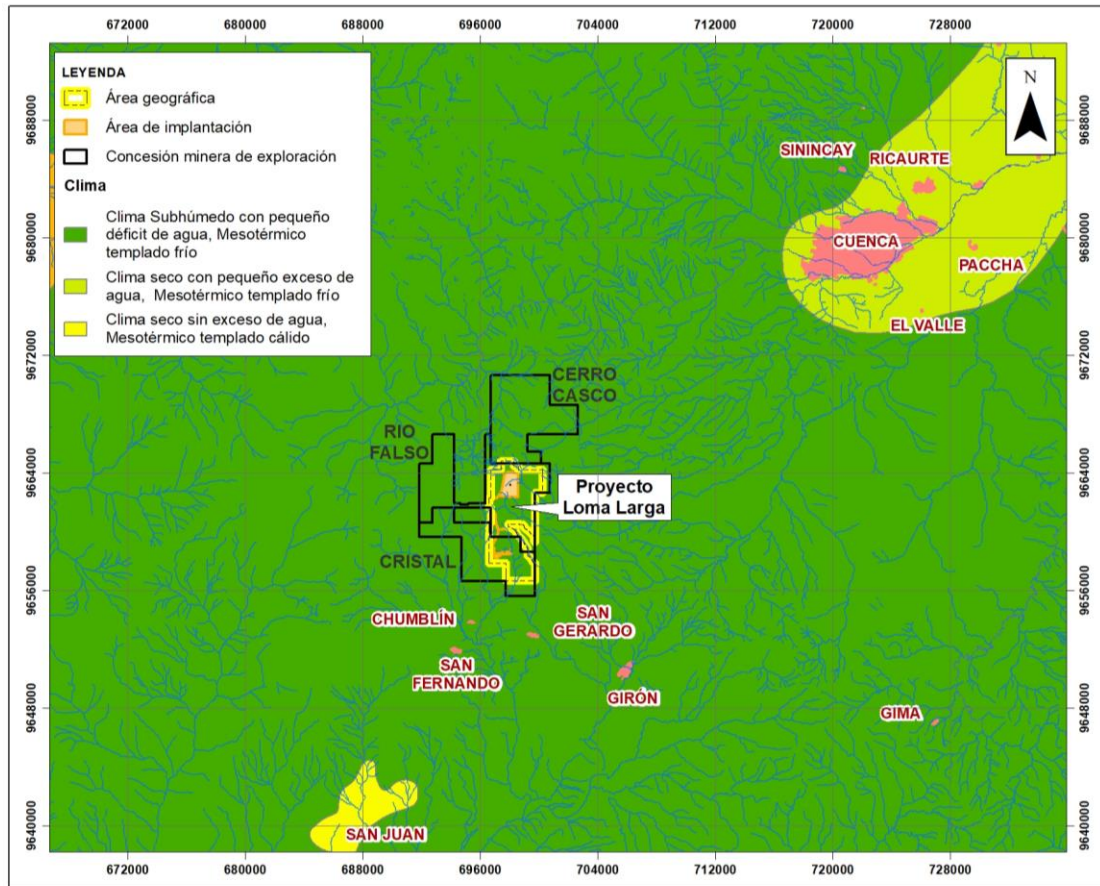 672000 680000 688000 696000 704000 712000 720000 728000
LEYENDA
Área geográfica
Área de implantación
Concesión minera de exploración
Clima
Clima Subhúmedo con pequeño
déficit de agua, Mesotérmico
templado frío
Clima seco con pequeño exceso de
agua, Mesotérmico templado frío
Clima seco sin exceso de agua,
Mesotérmico templado cálido
N
9688000
9680000
9672000
9664000
9656000
9648000
9640000
9688000
9680000
9672000
9664000
9656000
9648000
9640000
SININCAY
RICAURTE
CUENCA
PACCHA
EL VALLE
CERRO
CASCO
RIO
FALSO
Proyecto
Loma Larga
CRISTAL
CHUMBLÍN
SAN
GERARDO
SAN
FERNANDO
GIRÓN
GIMA
SAN JUAN
672000 680000 688000 696000 704000 712000 720000 728000